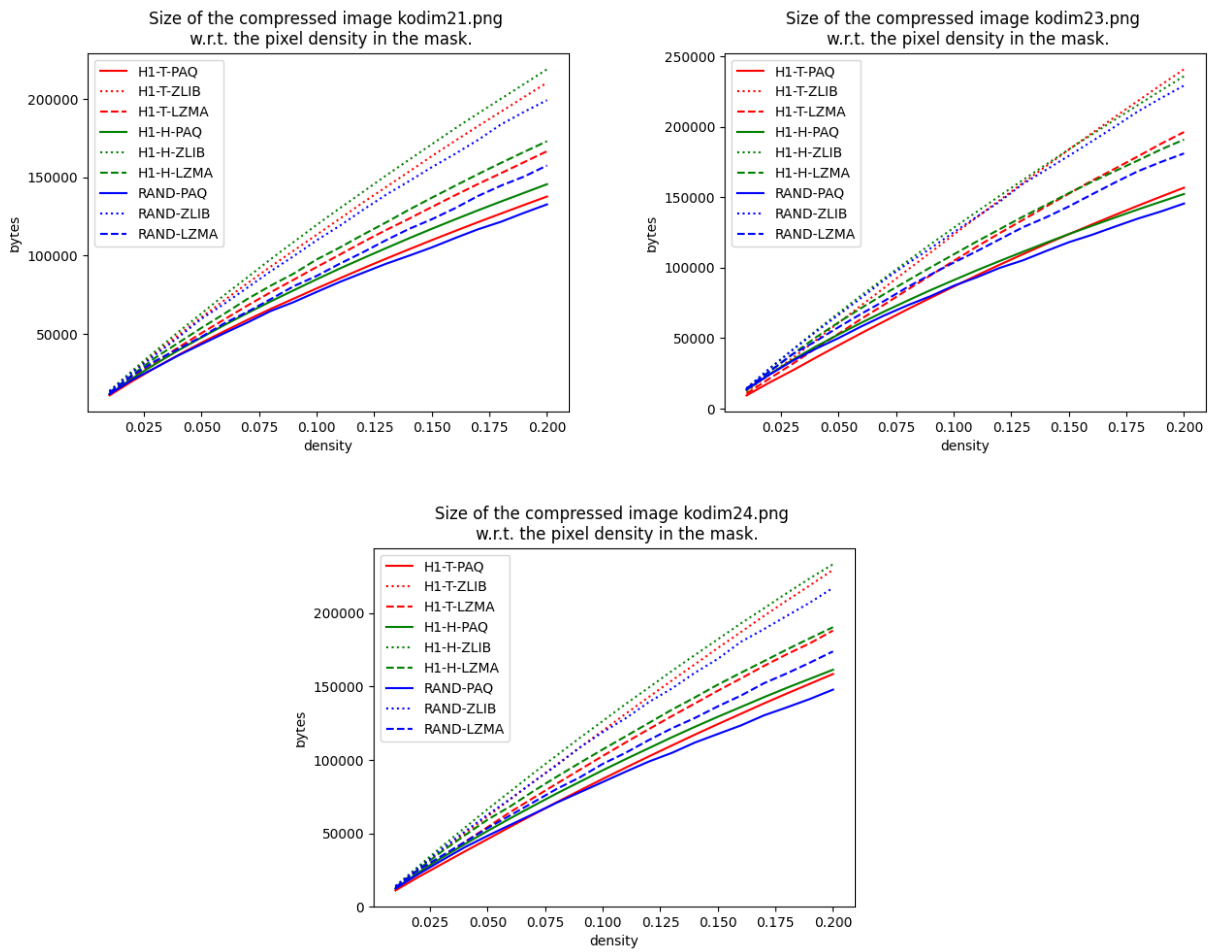 Size of the compressed image kodim21.png
w.r.t. the pixel density in the mask.
H1-T-PAQ
H1-T-ZLIB
H1-T-LZMA
H1-H-PAQ
H1-H-ZLIB
H1-H-LZMA
RAND-PAQ
RAND-ZLIB
RAND-LZMA
200000
150000
100000
50000
bytes
0.025 0.050 0.075 0.100 0.125 0.150 0.175 0.200
density
Size of the compressed image kodim23.png
w.r.t. the pixel density in the mask.
H1-T-PAQ
H1-T-ZLIB
H1-T-LZMA
H1-H-PAQ
H1-H-ZLIB
H1-H-LZMA
RAND-PAQ
RAND-ZLIB
RAND-LZMA
250000
200000
150000
100000
50000
0
bytes
0.025 0.050 0.075 0.100 0.125 0.150 0.175 0.200
density
Size of the compressed image kodim24.png
w.r.t. the pixel density in the mask.
H1-T-PAQ
H1-T-ZLIB
H1-T-LZMA
H1-H-PAQ
H1-H-ZLIB
H1-H-LZMA
RAND-PAQ
RAND-ZLIB
RAND-LZMA
200000
150000
100000
50000
0
bytes
0.025 0.050 0.075 0.100 0.125 0.150 0.175 0.200
density